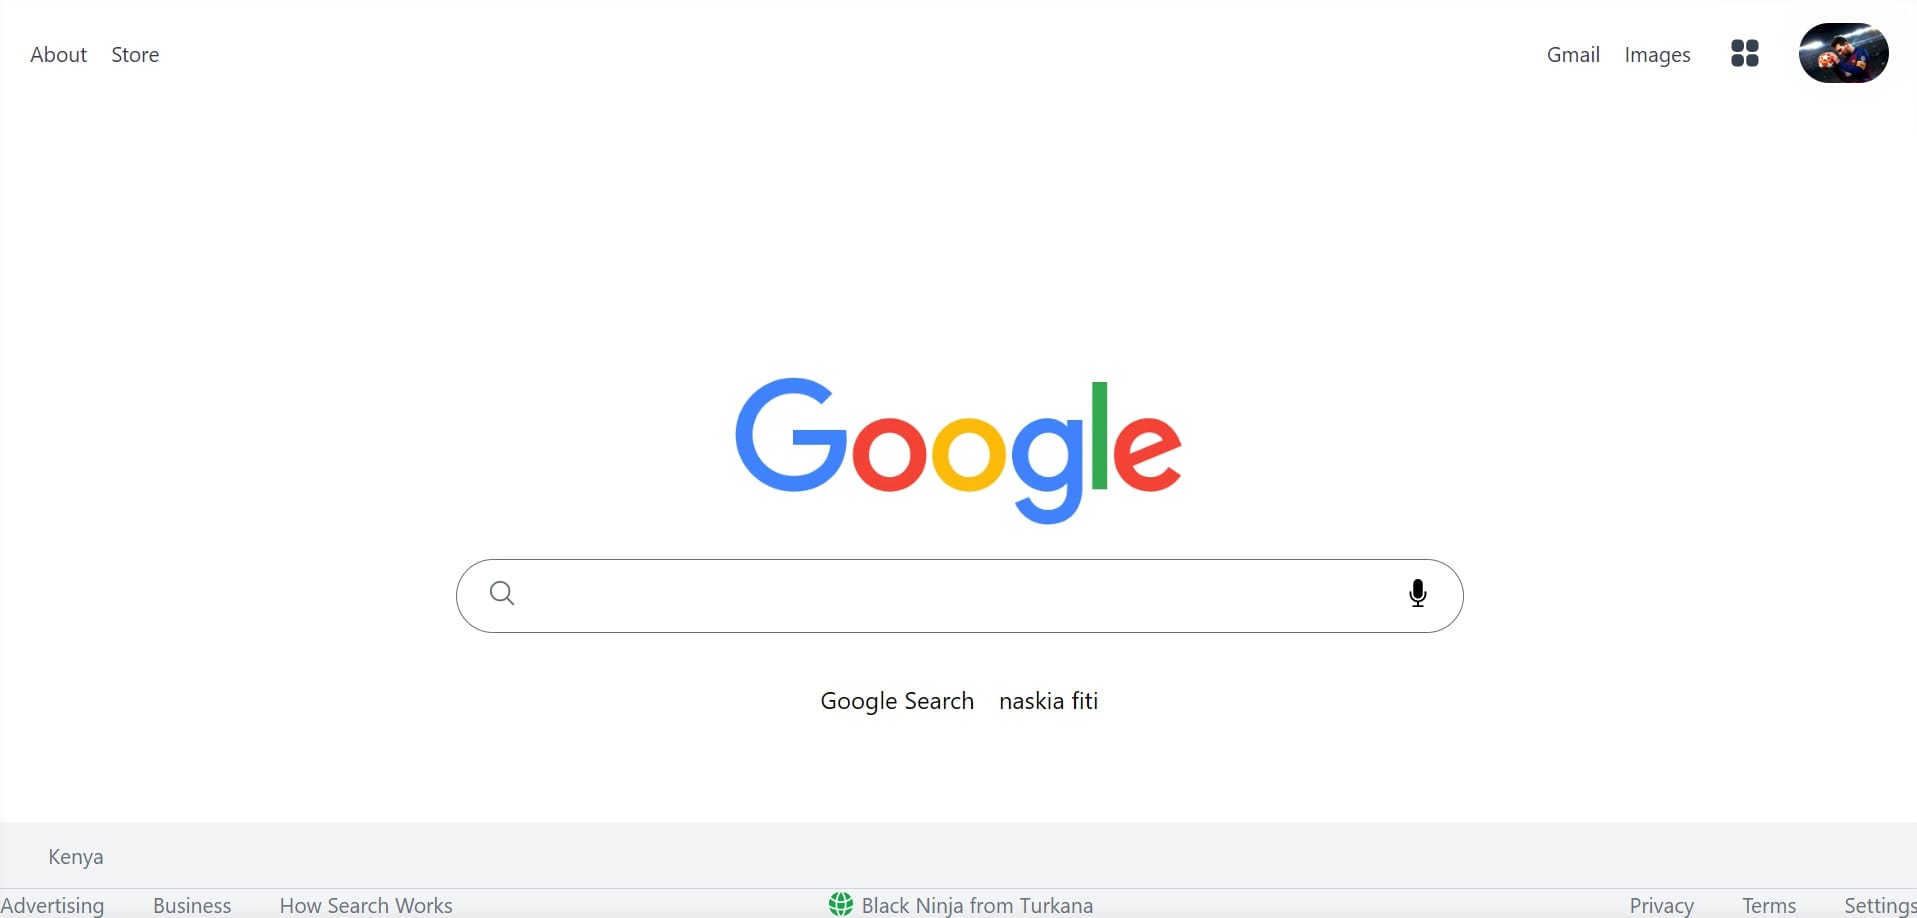 About Store Gmail Images
Google
Google Search naskia fiti
Kenya
Advertising Business How Search Works Black Ninja from Turkana Privacy Terms Settings